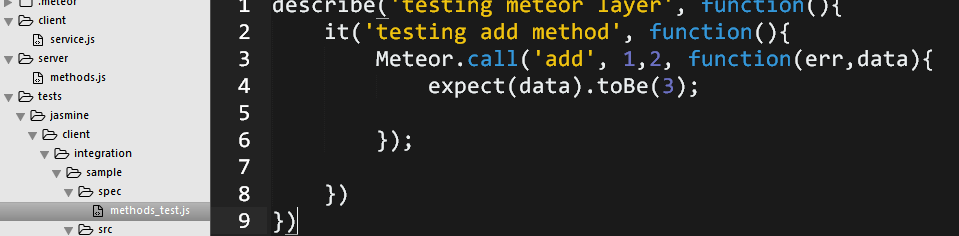 .meteor
client
service.js
server
methods.js
tests
jasmine
client
integration
sample
spec
methods_test.js
src
1 describe('testing meteor layer', function(){
2 it('testing add method', function(){
3 Meteor.call('add', 1,2, function(err,data){
4 expect(data).toBe(3);
5
6 });
7
8 })
9 })